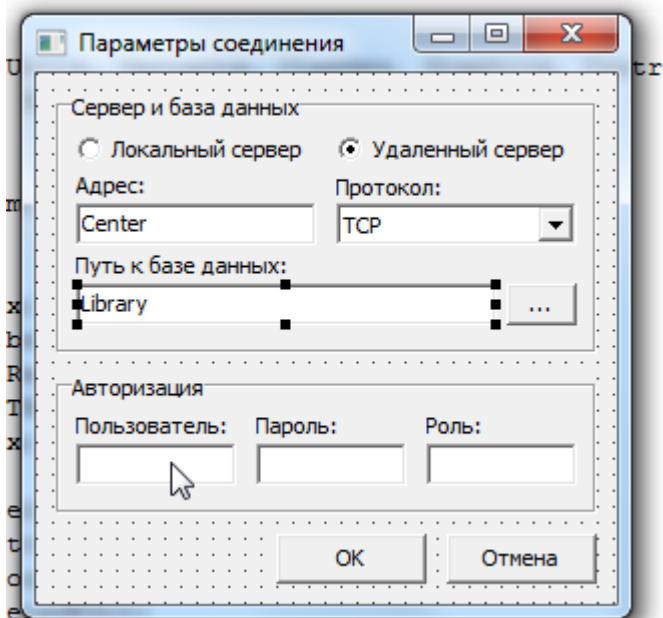 Параметры соединения
Сервер и база данных
Локальный сервер Удаленный сервер
Адрес: Протокол:
Center TCP
Путь к базе данных:
Library ...
Авторизация
Пользователь: Пароль: Роль:
OK Отмена